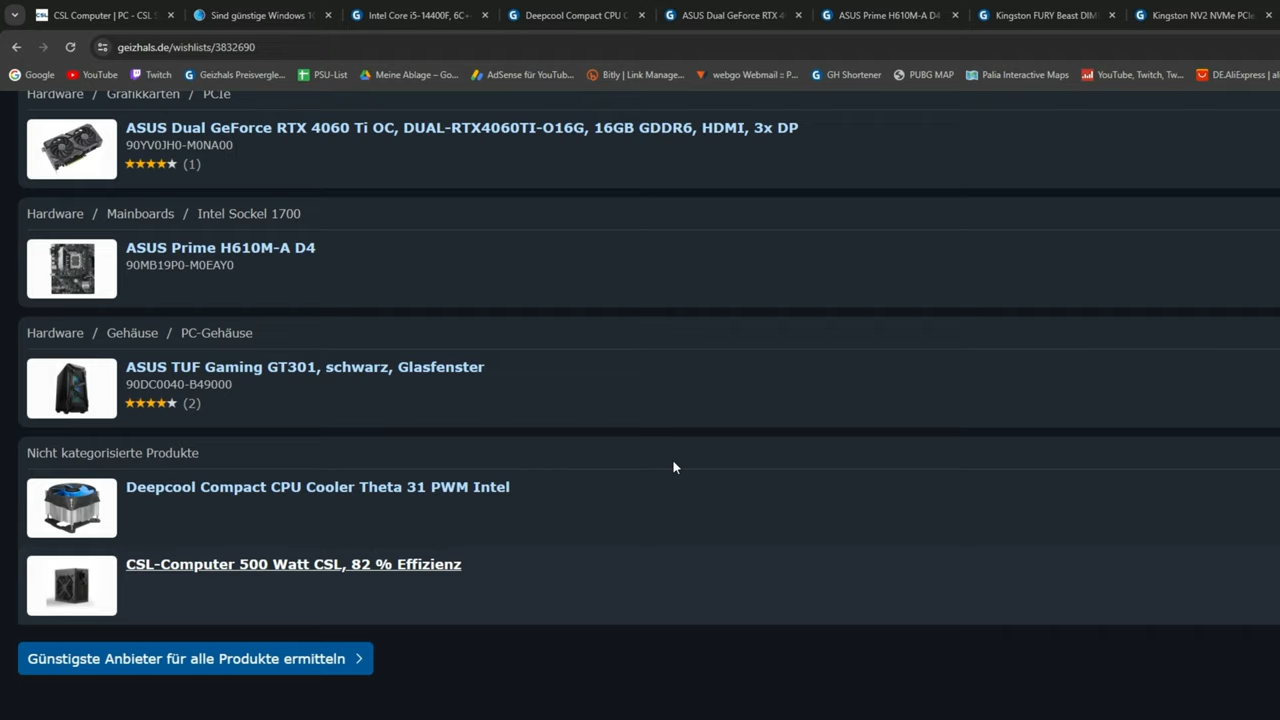 CSL Computer | PC - CSL S
Sind günstige Windows 1
Intel Core i5-14400F, 6C+
Deepcool Compact CPU C
ASUS Dual GeForce RTX 4
ASUS Prime H610M-A D4
Kingston FURY Beast DIM
Kingston NV2 NVMe PCIe
geizhals.de/wishlists/3832690
Google
YouTube
Twitch
Geizhals Preisvergle...
PSU-List
Meine Ablage – Go...
AdSense für YouTub...
Bitly | Link Manage...
webgo Webmail :: P...
GH Shortener
PUBG MAP
Palia Interactive Maps
YouTube, Twitch, Tw...
DE.AliExpress | ali
Hardware / Grafikkarten / PCIe
ASUS Dual GeForce RTX 4060 Ti OC, DUAL-RTX4060TI-O16G, 16GB GDDR6, HDMI, 3x DP
90YV0JH0-M0NA00
(1)
Hardware / Mainboards / Intel Sockel 1700
ASUS Prime H610M-A D4
90MB19P0-M0EAY0
Hardware / Gehäuse / PC-Gehäuse
ASUS TUF Gaming GT301, schwarz, Glasfenster
90DC0040-B49000
(2)
Nicht kategorisierte Produkte
Deepcool Compact CPU Cooler Theta 31 PWM Intel
CSL-Computer 500 Watt CSL, 82 % Effizienz
Günstigste Anbieter für alle Produkte ermitteln